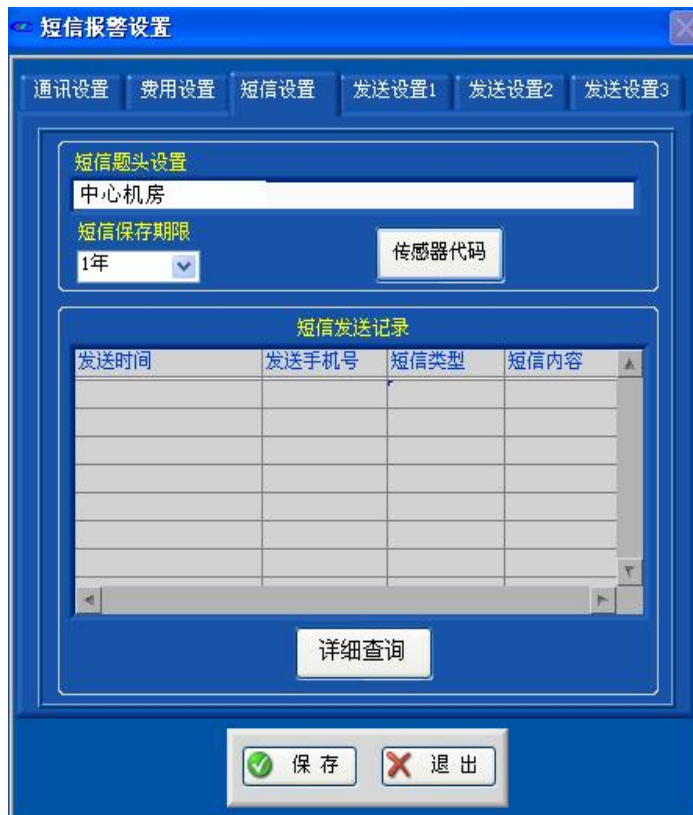 短信报警设置
通讯设置 费用设置 短信设置 发送设置1 发送设置2 发送设置3
短信题头设置
中心机房
短信保存期限
1年
传感器代码
短信发送记录
发送时间 发送手机号 短信类型 短信内容
详细查询
保存 退出